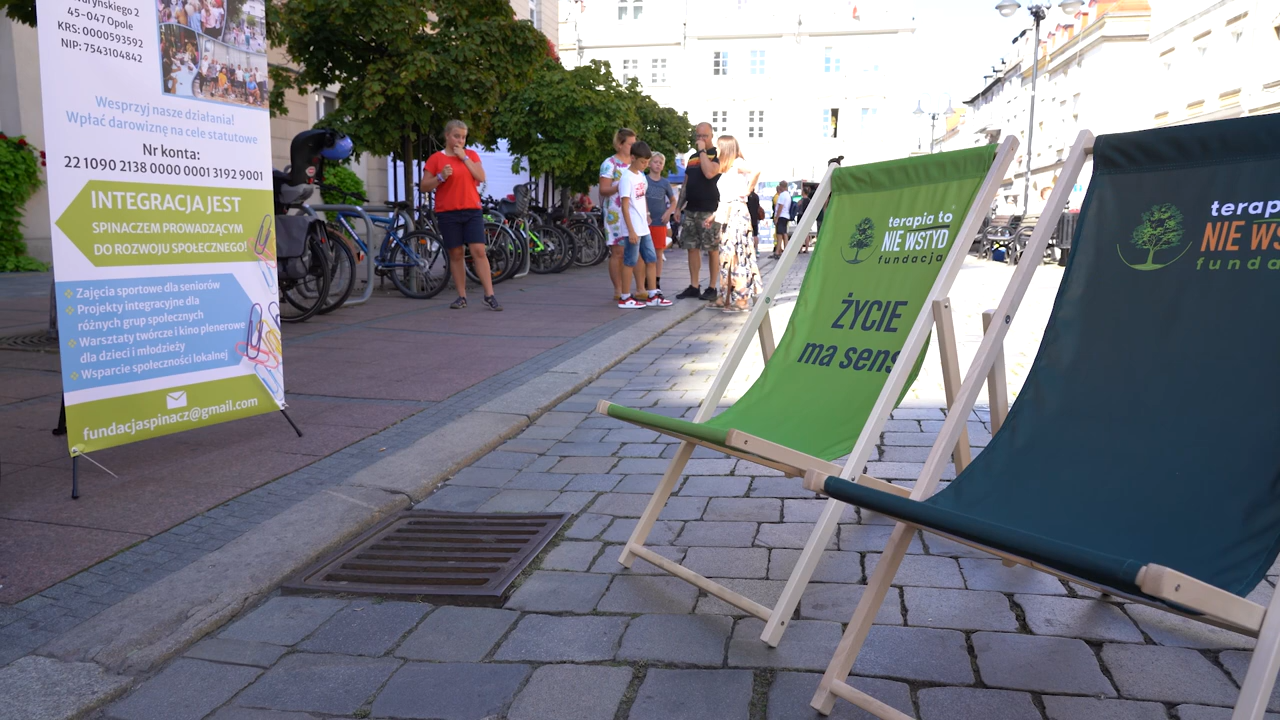 45-047 Opole
KRS: 0000593592
NIP: 7543104842
Wesprzyj nasze działania!
Wpłać darowiznę na cele statutowe
Nr konta:
22 1090 2138 0000 0001 3192 9001
INTEGRACJA JEST
SPINACZEM PROWADZĄCYM
DO ROZWOJU SPOŁECZNEGO!
Zajęcia sportowe dla seniorów
Projekty integracyjne dla
różnych grup społecznych
Warsztaty twórcze i kino plenerowe
dla dzieci i młodzieży
Wsparcie społeczności lokalnej
fundacjaspinacz@gmail.com
terapia to
NIE WSTYD
fundacja
ŻYCIE
ma sens
terapia
NIE